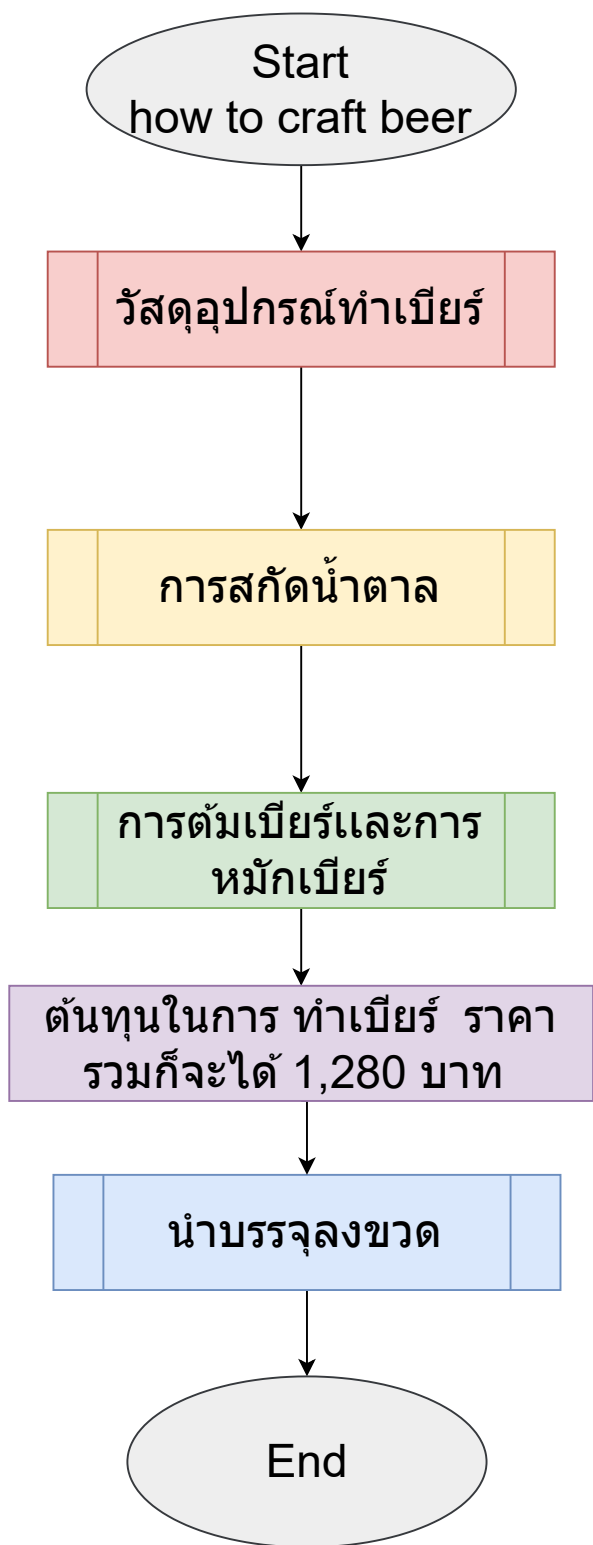 Start
how to craft beer
วัสดุอุปกรณ์ทำเบียร์
การสกัดน้ำตาล
การต้มเบียร์และการ
หมักเบียร์
ต้นทุนในการ ทำเบียร์  ราคา
รวมก็จะได้ 1,280 บาท
นำบรรจุลงขวด
End